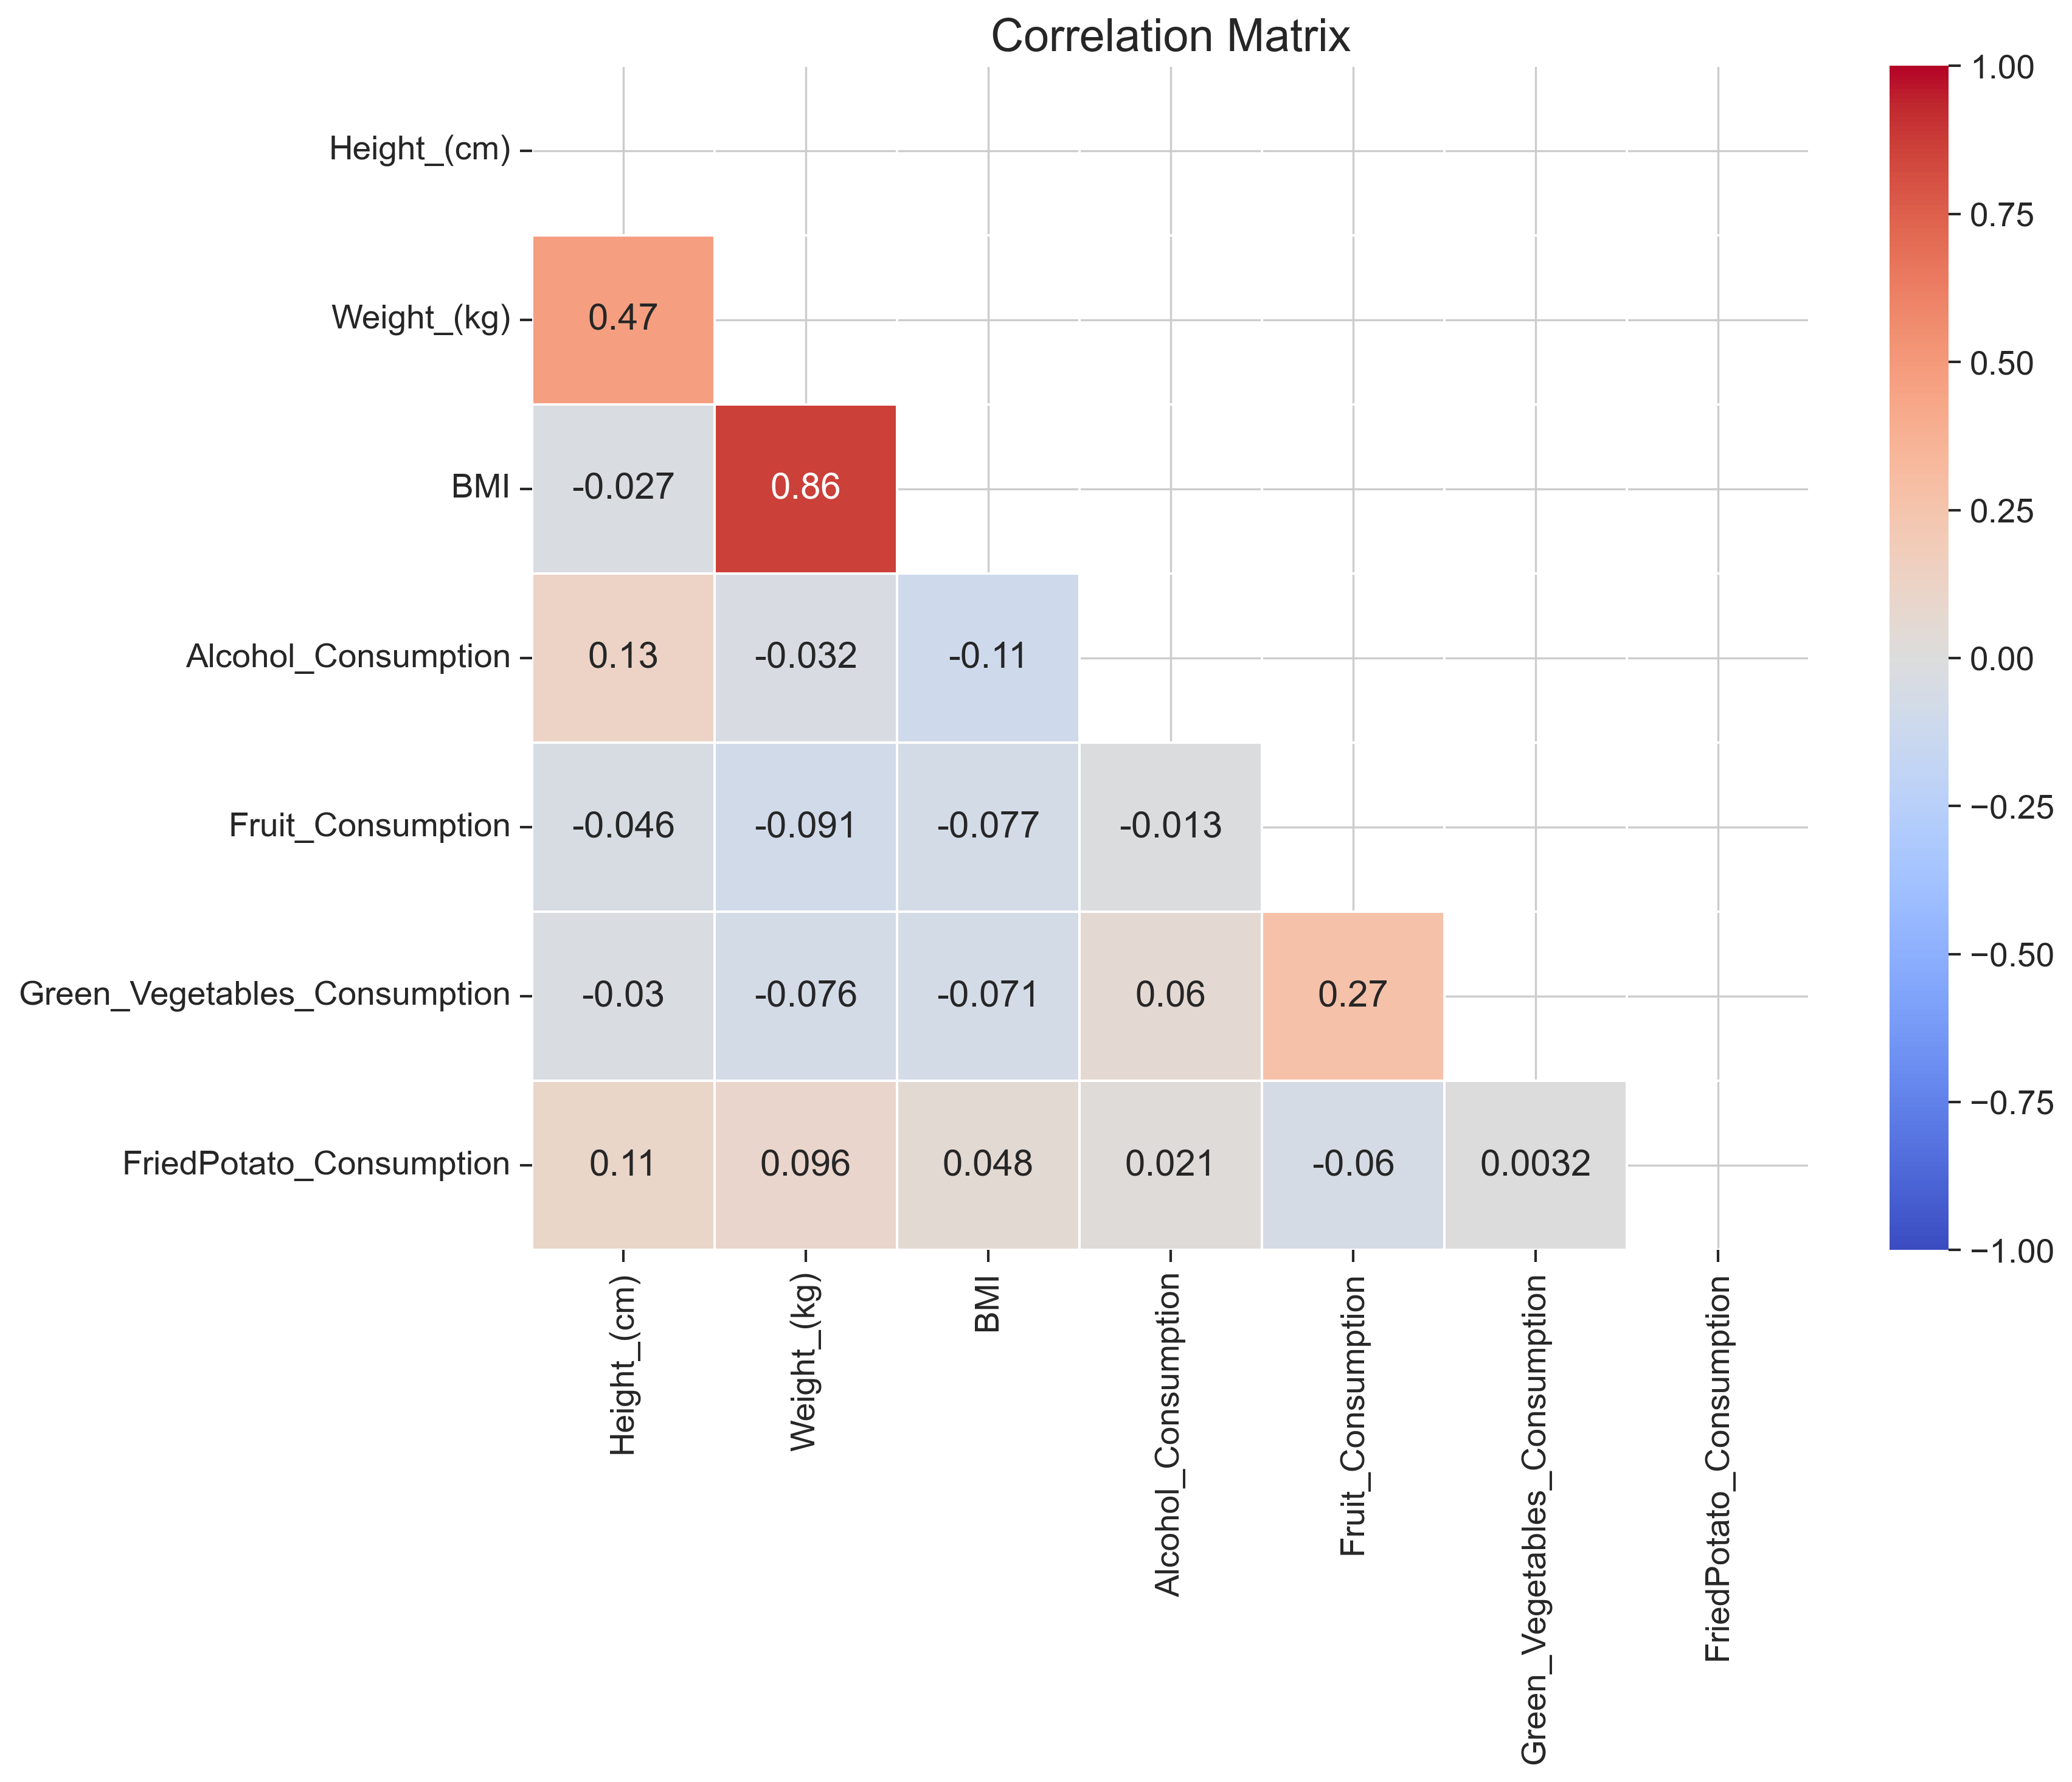 Correlation Matrix
Height_(cm)
Weight_(kg) 0.47
BMI -0.027 0.86
Alcohol_Consumption 0.13 -0.032 -0.11
Fruit_Consumption -0.046 -0.091 -0.077 -0.013
Green_Vegetables_Consumption -0.03 -0.076 -0.071 0.06 0.27
FriedPotato_Consumption 0.11 0.096 0.048 0.021 -0.06 0.0032
Height_(cm)
Weight_(kg)
BMI
Alcohol_Consumption
Fruit_Consumption
Green_Vegetables_Consumption
FriedPotato_Consumption
1.00
0.75
0.50
0.25
0.00
−0.25
−0.50
−0.75
−1.00